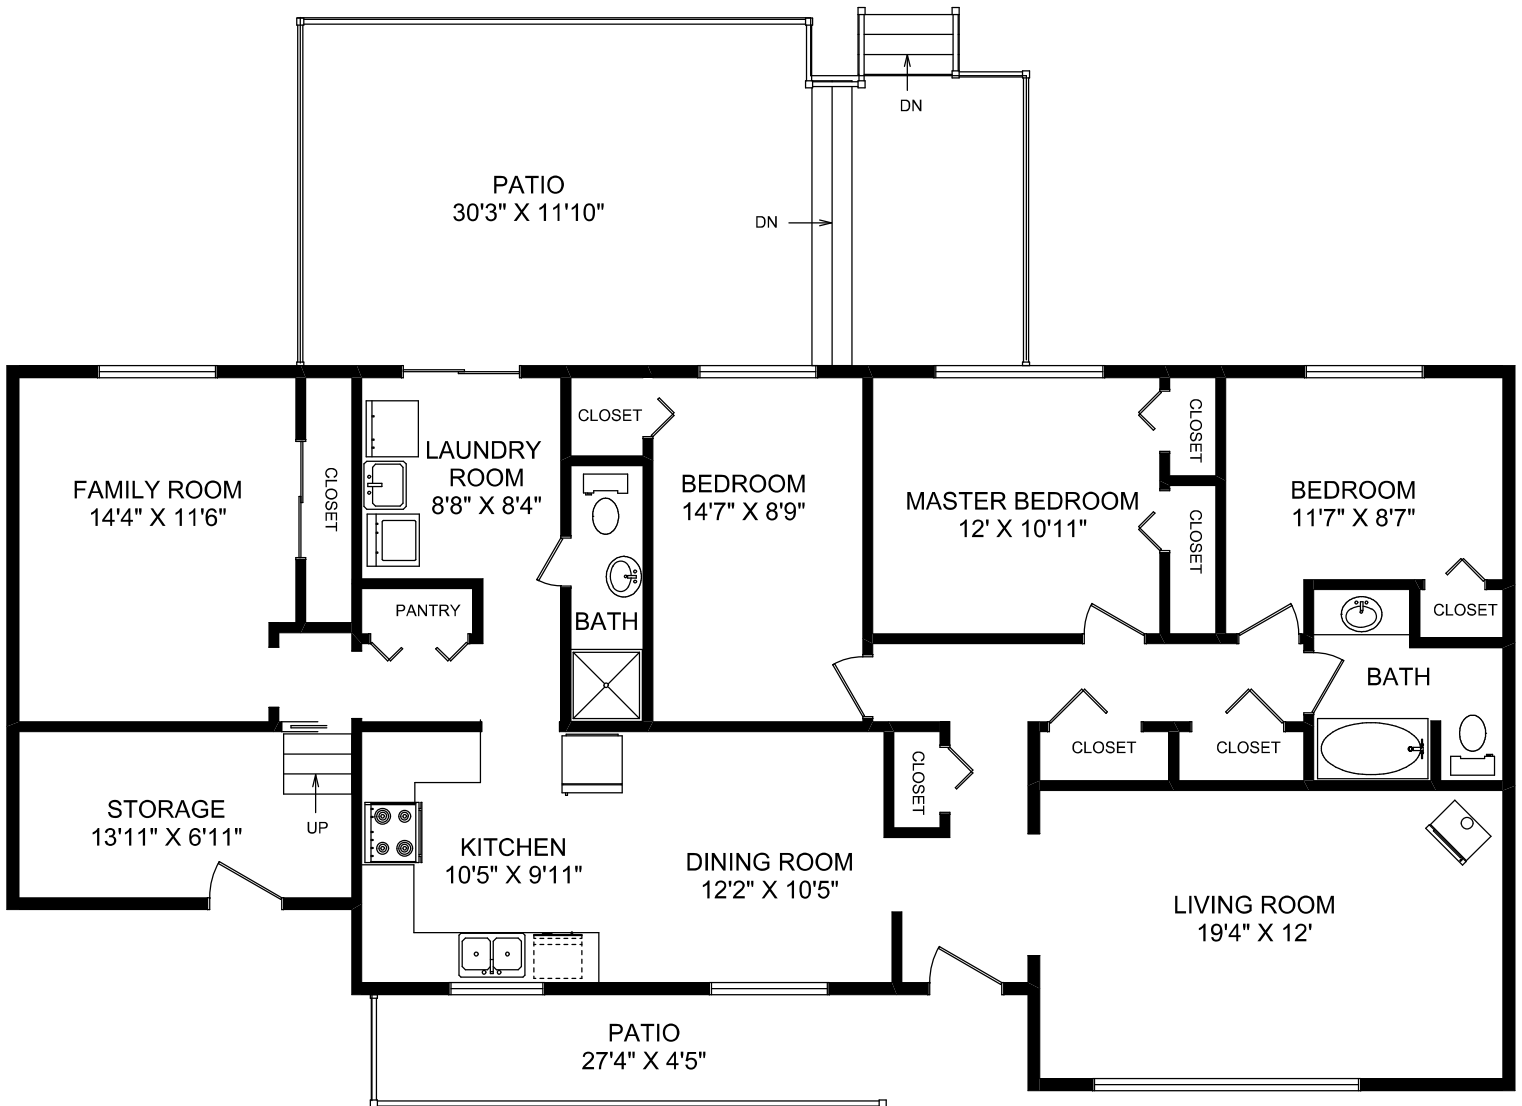 DN
PATIO
30'3" X 11'10"
DN
CLOSET
CLOSET
LAUNDRY
ROOM
8'8" X 8'4"
FAMILY ROOM
14'4" X 11'6"
CLOSET
BEDROOM
14'7" X 8'9"
MASTER BEDROOM
12' X 10'11"
CLOSET
BEDROOM
11'7" X 8'7"
PANTRY
BATH
CLOSET
BATH
CLOSET
CLOSET
CLOSET
STORAGE
13'11" X 6'11"
UP
KITCHEN
10'5" X 9'11"
DINING ROOM
12'2" X 10'5"
LIVING ROOM
19'4" X 12'
PATIO
27'4" X 4'5"